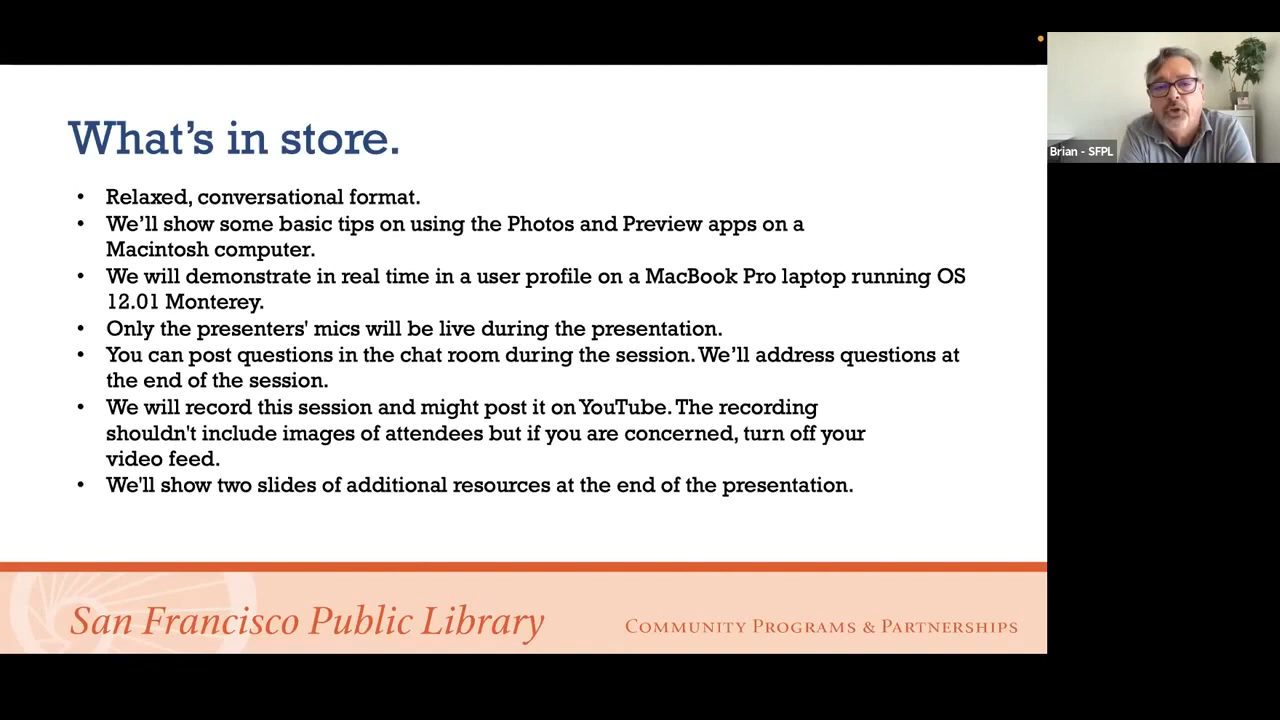 What's in store.
• Relaxed, conversational format.
• We'll show some basic tips on using the Photos and Preview apps on a
Macintosh computer.
• We will demonstrate in real time in a user profile on a MacBook Pro laptop running OS
12.01 Monterey.
• Only the presenters' mics will be live during the presentation.
• You can post questions in the chat room during the session. We'll address questions at
the end of the session.
• We will record this session and might post it on YouTube. The recording
shouldn't include images of attendees but if you are concerned, turn off your
video feed.
• We'll show two slides of additional resources at the end of the presentation.
San Francisco Public Library
Community Programs & Partnerships
Brian - SFPL